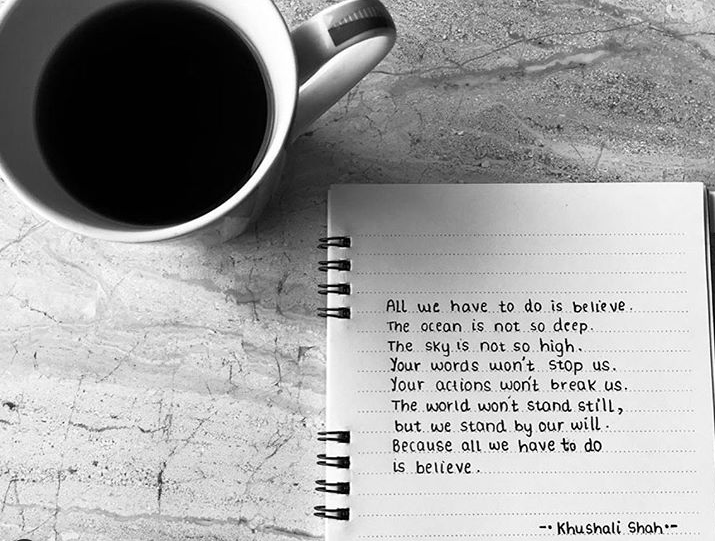 All we have to do is believe.
The ocean is not so deep.
The sky is not so high.
Your words won't stop us.
Your actions won't break us.
The world won't stand still,
but we stand by our will.
Because all we have to do
is believe.
-• Khushali Shah•-